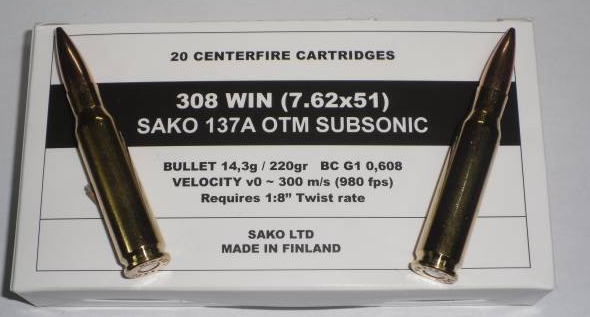 20 CENTERFIRE CARTRIDGES
308 WIN (7.62x51)
SAKO 137A OTM SUBSONIC
BULLET 14,3g / 220gr BC G1 0,608
VELOCITY v0 ~ 300 m/s (980 fps)
Requires 1:8" Twist rate
SAKO LTD
MADE IN FINLAND